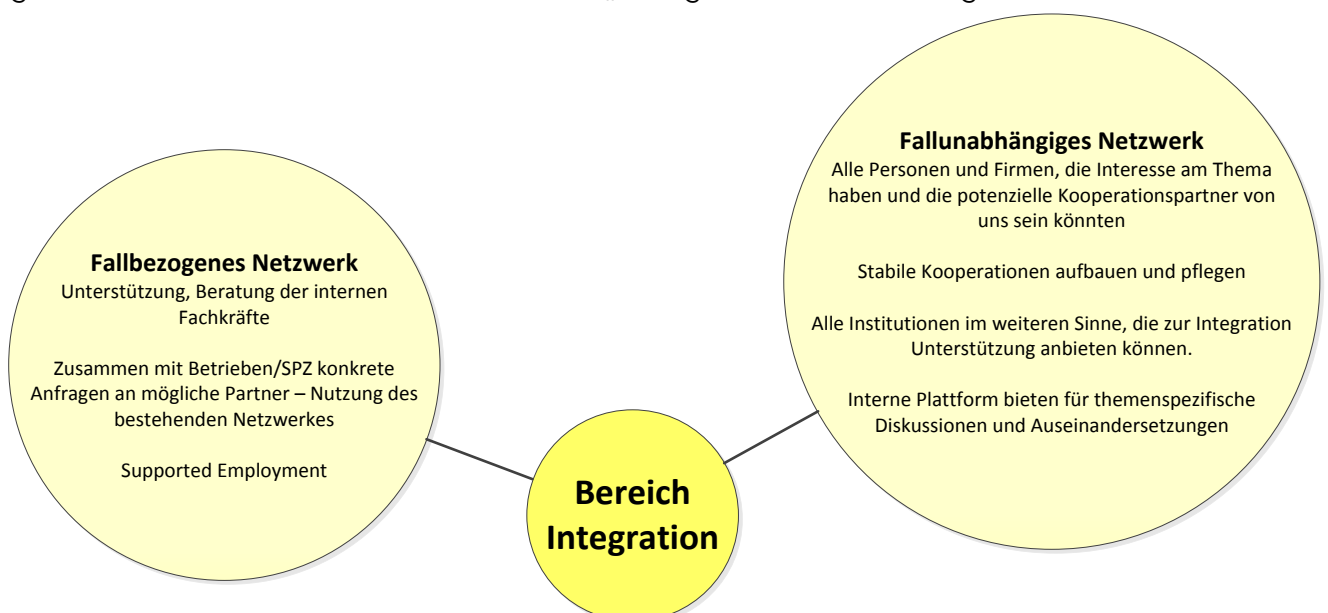 Fallbezogenes Netzwerk
Unterstützung, Beratung der internen
Fachkräfte
Zusammen mit Betrieben/SPZ konkrete
Anfragen an mögliche Partner – Nutzung des
bestehenden Netzwerkes
Supported Employment
Fallunabhängiges Netzwerk
Alle Personen und Firmen, die Interesse am Thema
haben und die potenzielle Kooperationspartner von
uns sein könnten
Stabile Kooperationen aufbauen und pflegen
Alle Institutionen im weiteren Sinne, die zur Integration
Unterstützung anbieten können.
Interne Plattform bieten für themenspezifische
Diskussionen und Auseinandersetzungen
Bereich
Integration